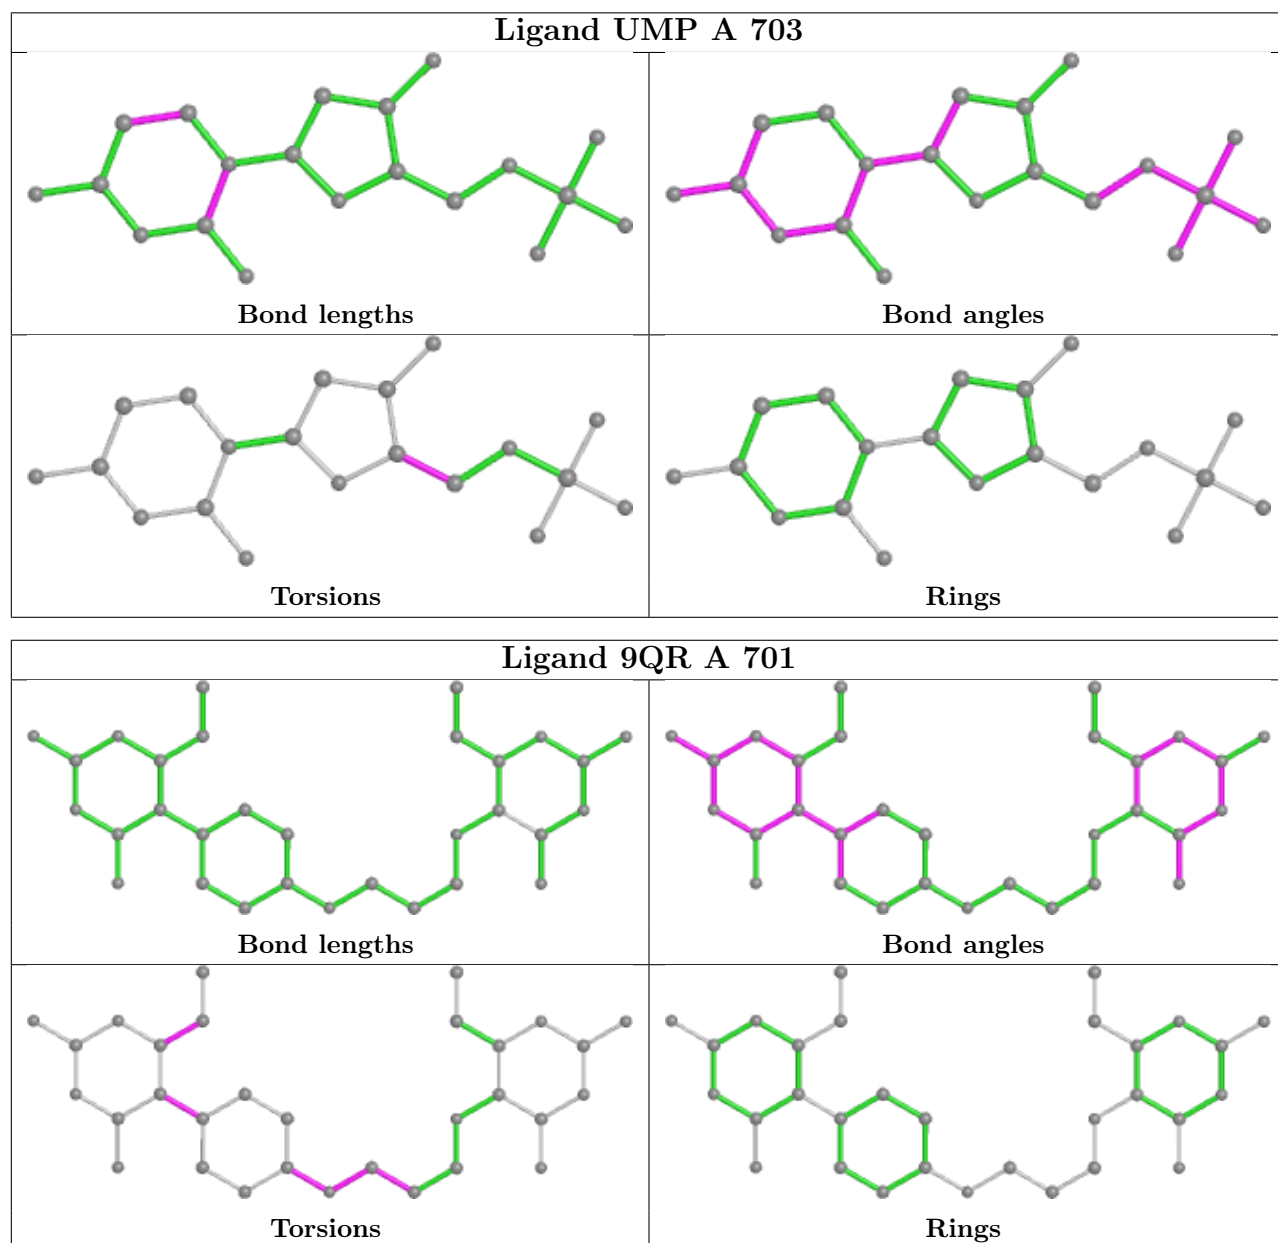 Ligand UMP A 703
Bond lengths
Bond angles
Torsions
Rings
Ligand 9QR A 701
Bond lengths
Bond angles
Torsions
Rings